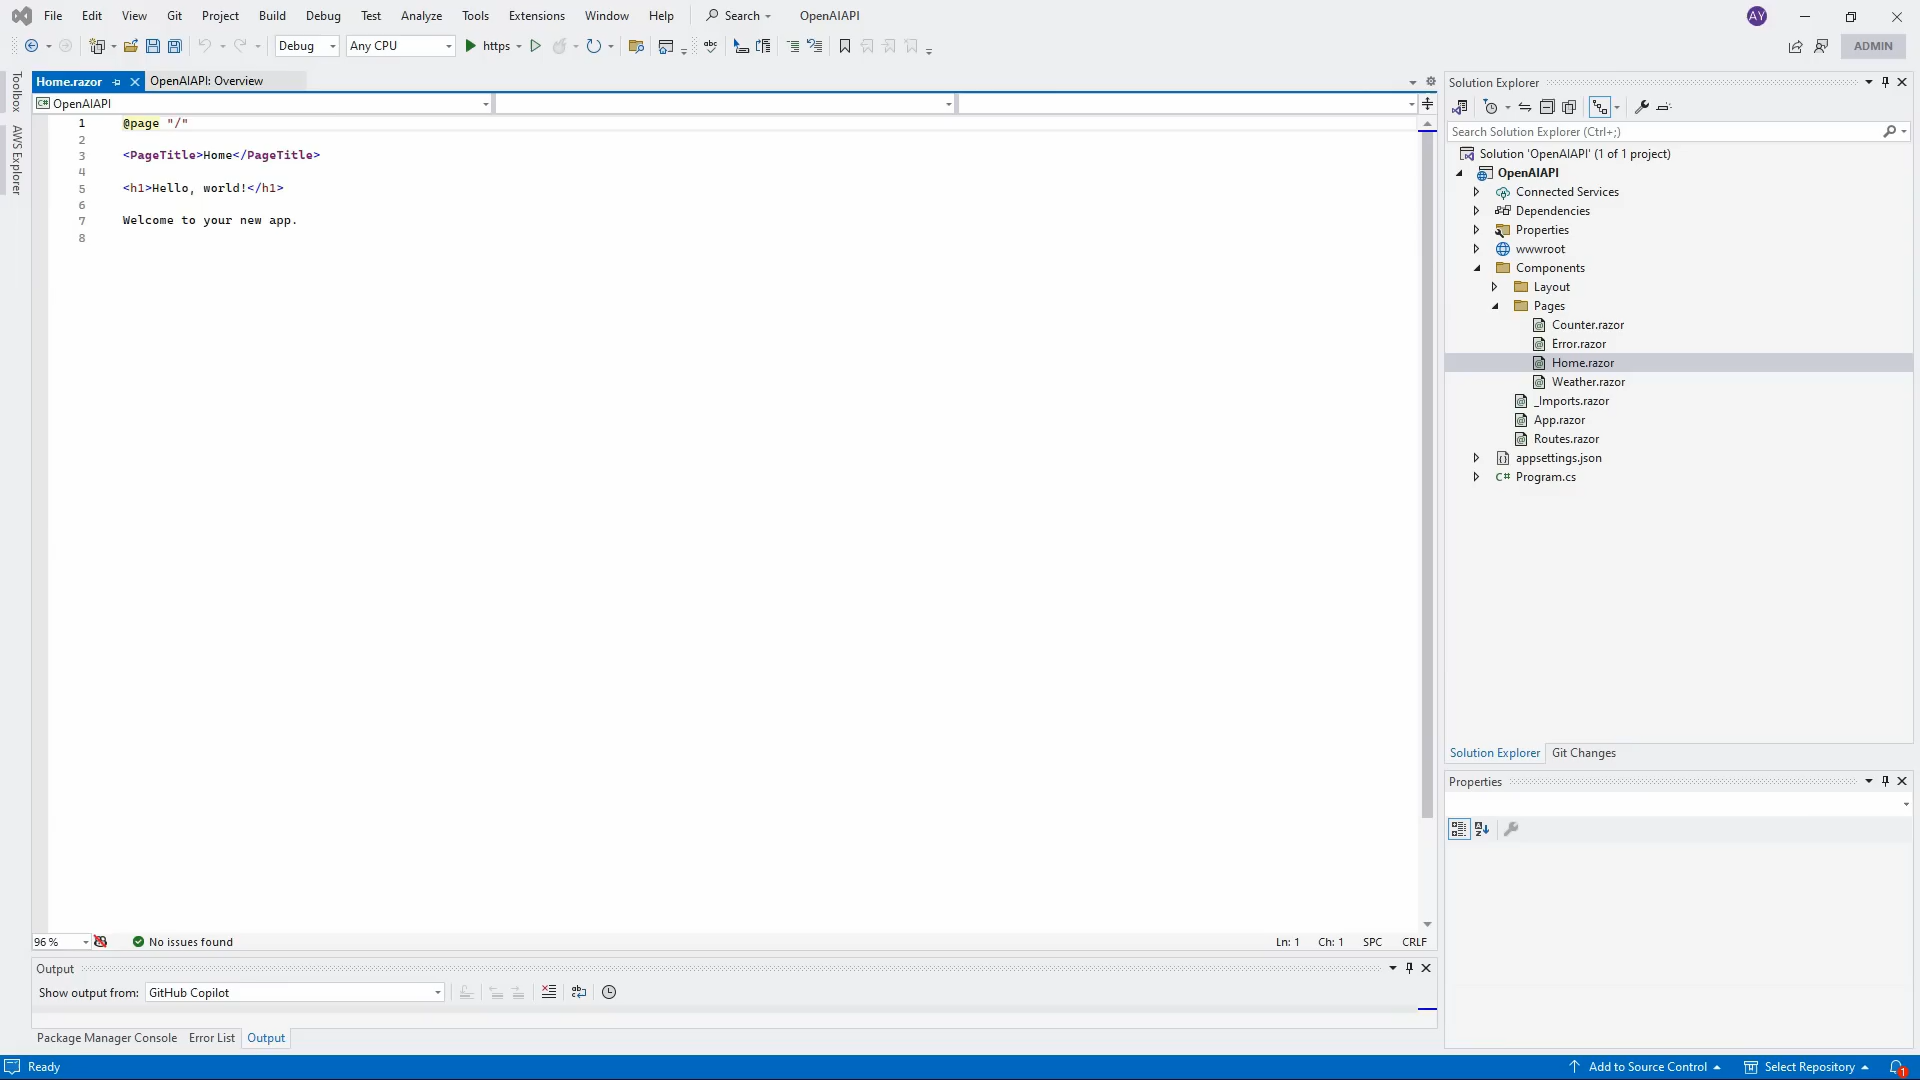 File Edit View Git Project Build Debug Test Analyze Tools Extensions Window Help Search OpenAIAPI AY
Debug Any CPU https abc ADMIN
Toolbox
AWS Explorer
Home.razor OpenAIAPI: Overview
OpenAIAPI
1 @page "/"
2
3 <PageTitle>Home</PageTitle>
4
5 <h1>Hello, world!</h1>
6
7 Welcome to your new app.
8
96 % No issues found Ln: 1 Ch: 1 SPC CRLF
Output
Show output from: GitHub Copilot
Package Manager Console Error List Output
Solution Explorer
Search Solution Explorer (Ctrl+;)
Solution 'OpenAIAPI' (1 of 1 project)
OpenAIAPI
Connected Services
Dependencies
Properties
wwwroot
Components
Layout
Pages
Counter.razor
Error.razor
Home.razor
Weather.razor
_Imports.razor
App.razor
Routes.razor
appsettings.json
C# Program.cs
Solution Explorer Git Changes
Properties
Ready Add to Source Control Select Repository 1